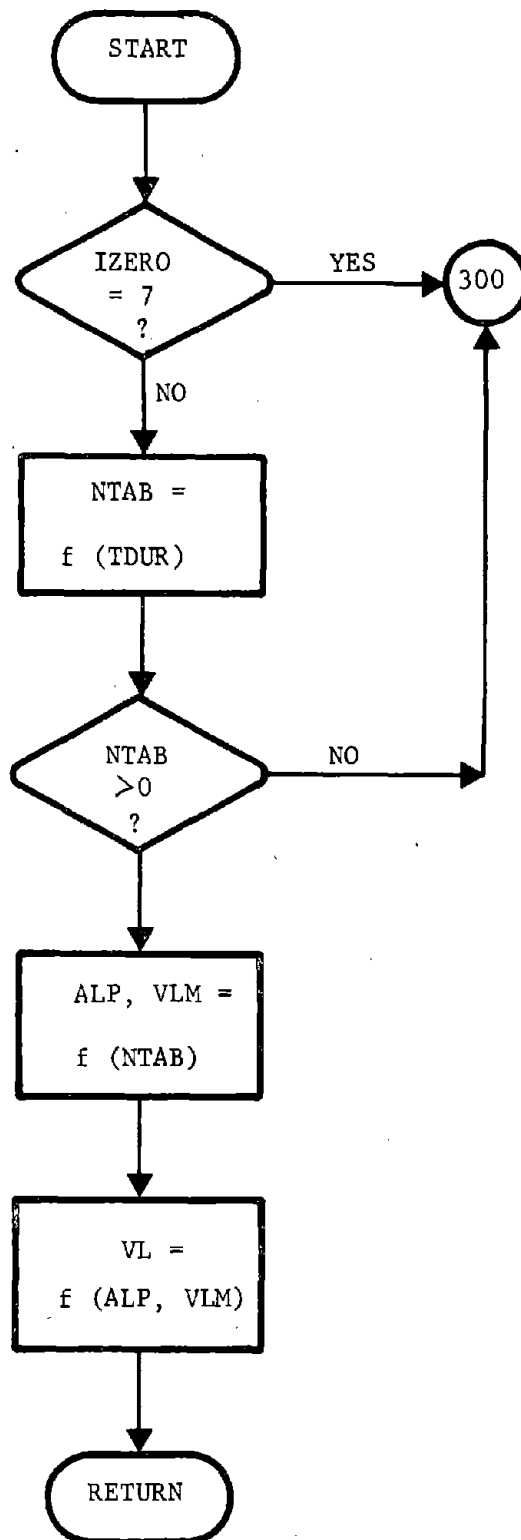 START
IZERO
= 7
?
YES
300
NO
NTAB =
f (TDUR)
NTAB
>0
?
NO
ALP, VLM =
f (NTAB)
VL =
f (ALP, VLM)
RETURN